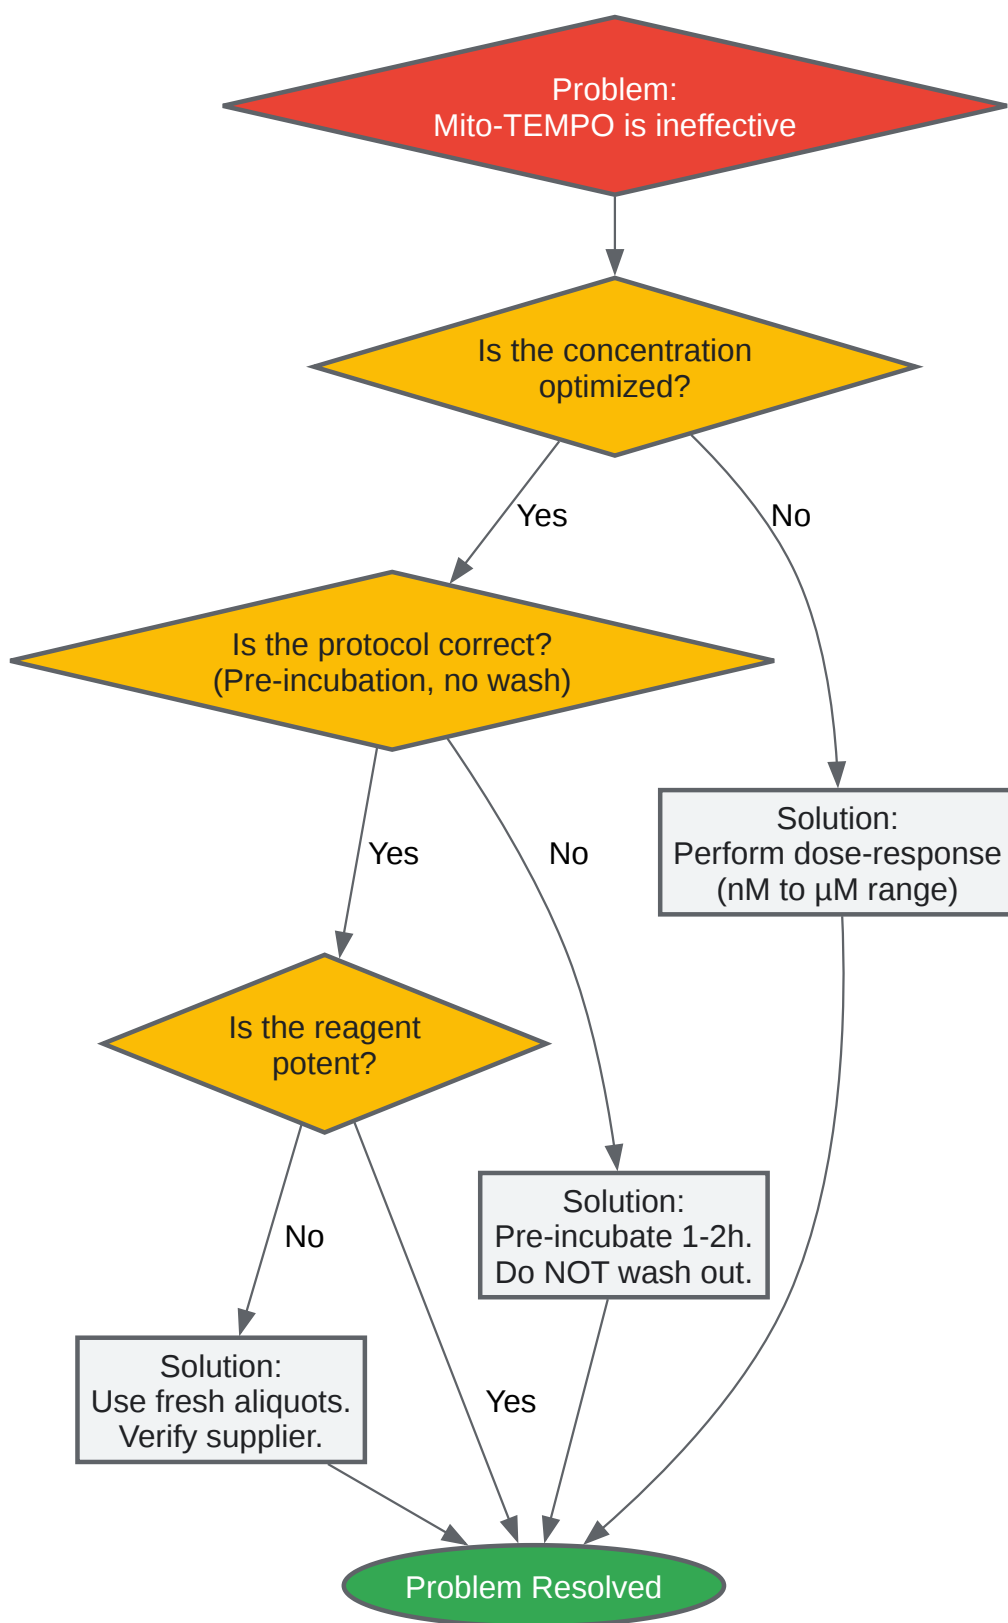 Problem:
Mito-TEMPO is ineffective
Is the concentration
optimized?
Yes
No
Is the protocol correct?
(Pre-incubation, no wash)
Solution:
Perform dose-response
(nM to µM range)
Yes
No
Is the reagent
potent?
Solution:
Pre-incubate 1-2h.
Do NOT wash out.
No
Solution:
Use fresh aliquots.
Verify supplier.
Yes
Problem Resolved